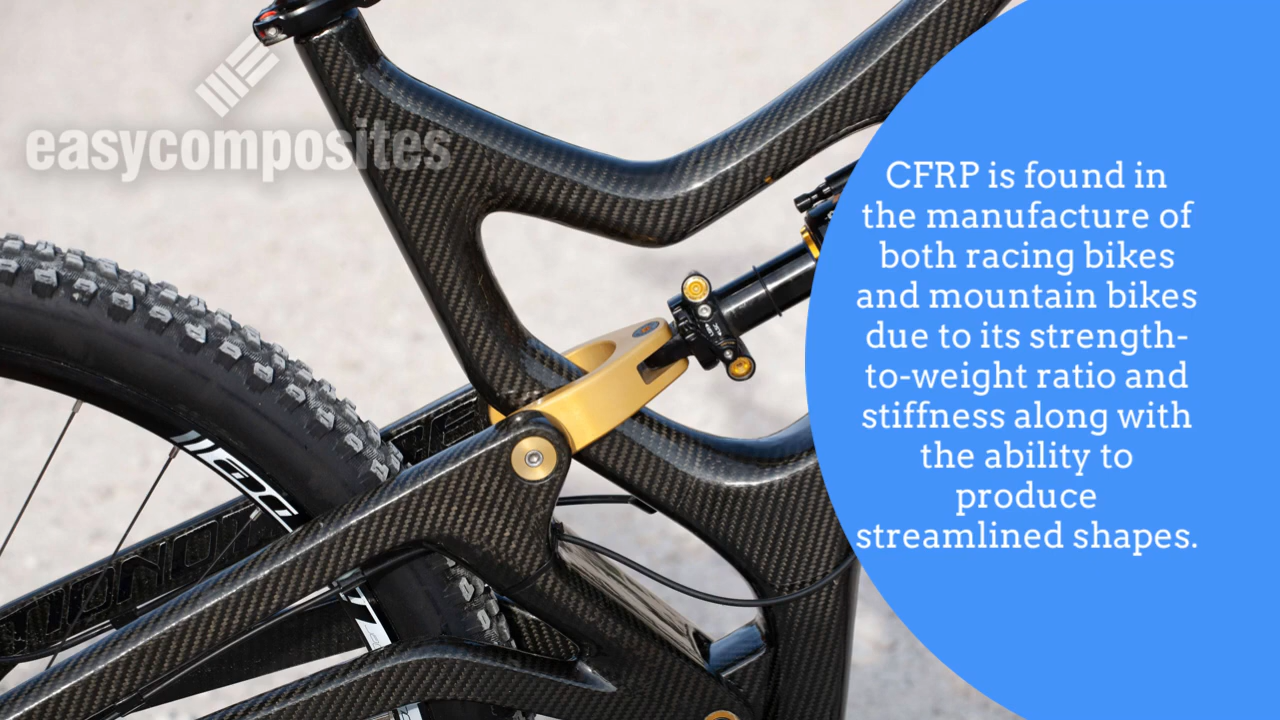 easycomposites
CFRP is found in
the manufacture of
both racing bikes
and mountain bikes
due to its strength-
to-weight ratio and
stiffness along with
the ability to
produce
streamlined shapes.